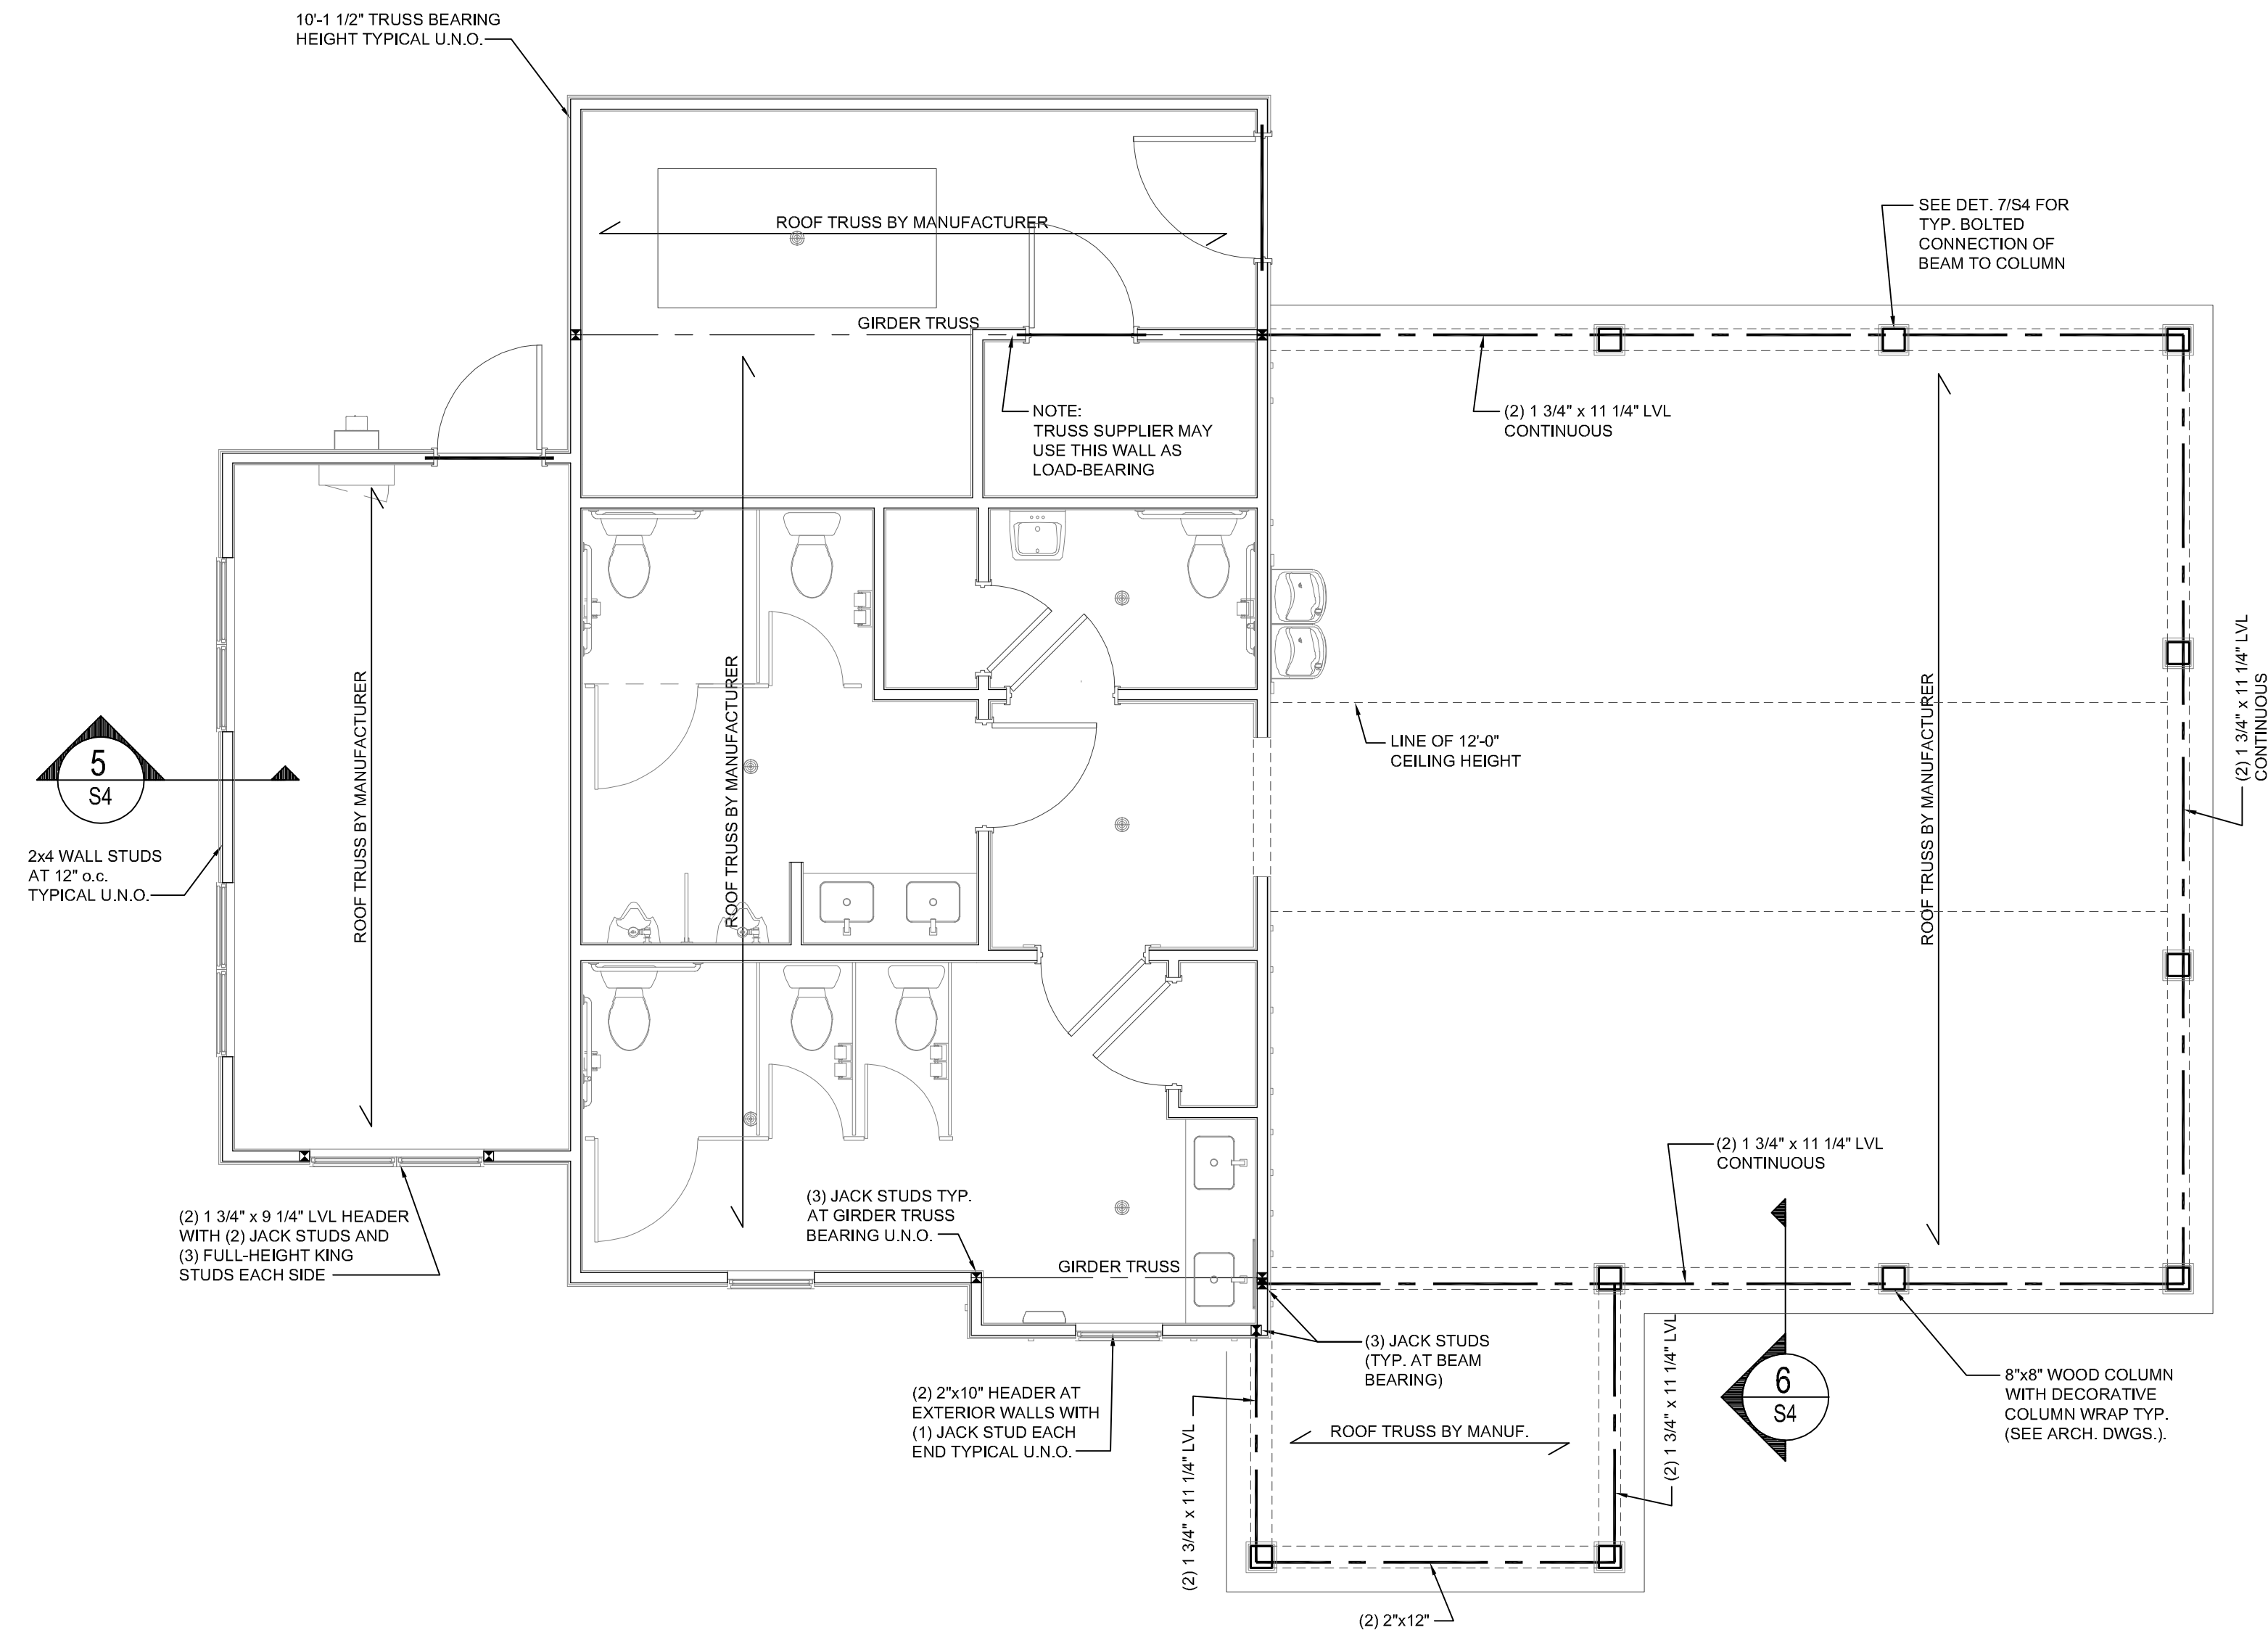 10'-1 1/2" TRUSS BEARING
HEIGHT TYPICAL U.N.O.
ROOF TRUSS BY MANUFACTURER
SEE DET. 7/S4 FOR
TYP. BOLTED
CONNECTION OF
BEAM TO COLUMN
GIRDER TRUSS
NOTE:
TRUSS SUPPLIER MAY
USE THIS WALL AS
LOAD-BEARING
(2) 1 3/4" x 11 1/4" LVL
CONTINUOUS
(2) 1 3/4" x 11 1/4" LVL
CONTINUOUS
ROOF TRUSS BY MANUFACTURER
ROOF TRUSS BY MANUFACTURER
ROOF TRUSS BY MANUFACTURER
LINE OF 12'-0"
CEILING HEIGHT
5
S4
2x4 WALL STUDS
AT 12" o.c.
TYPICAL U.N.O.
(2) 1 3/4" x 11 1/4" LVL
CONTINUOUS
(2) 1 3/4" x 9 1/4" LVL HEADER
WITH (2) JACK STUDS AND
(3) FULL-HEIGHT KING
STUDS EACH SIDE
(3) JACK STUDS TYP.
AT GIRDER TRUSS
BEARING U.N.O.
GIRDER TRUSS
(3) JACK STUDS
(TYP. AT BEAM
BEARING)
(2) 2"x10" HEADER AT
EXTERIOR WALLS WITH
(1) JACK STUD EACH
END TYPICAL U.N.O.
(2) 1 3/4" x 11 1/4" LVL
ROOF TRUSS BY MANUF.
(2) 1 3/4" x 11 1/4" LVL
6
S4
8"x8" WOOD COLUMN
WITH DECORATIVE
COLUMN WRAP TYP.
(SEE ARCH. DWGS.).
(2) 2"x12"